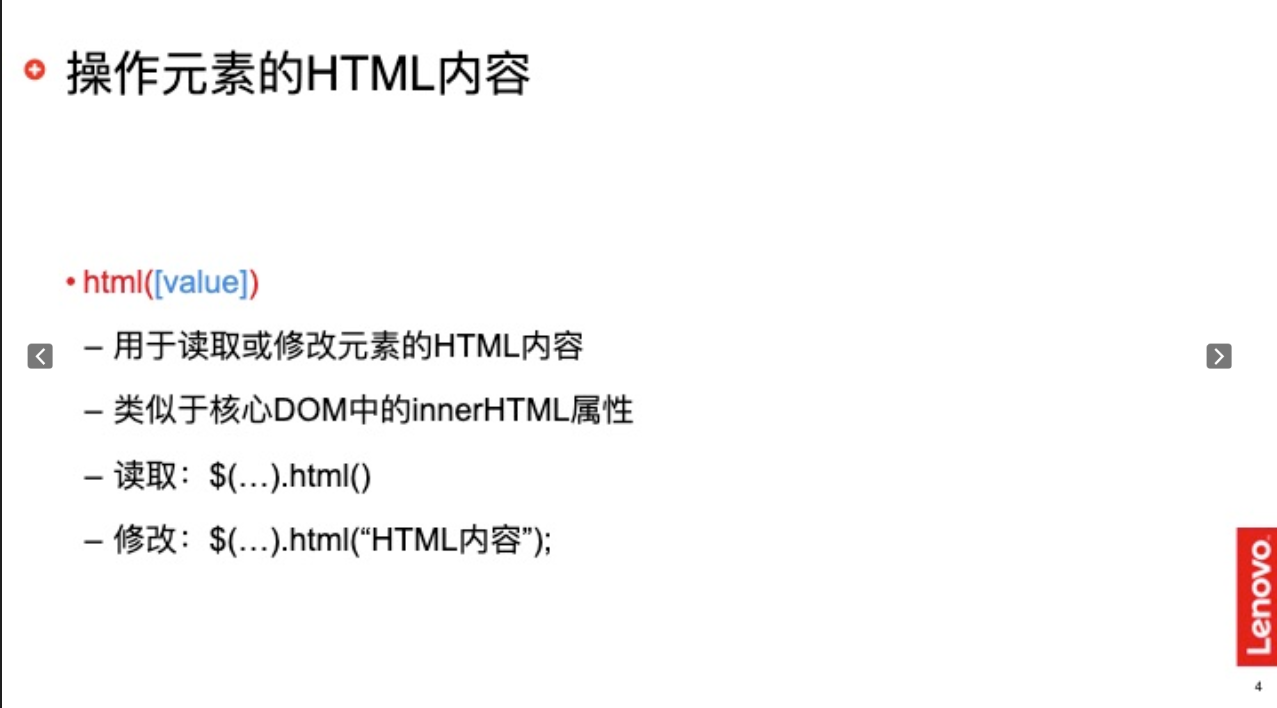 操作元素的HTML内容
• html([value])
– 用于读取或修改元素的HTML内容
– 类似于核心DOM中的innerHTML属性
– 读取：$(…).html()
– 修改：$(…).html(“HTML内容”);
Lenovo
4